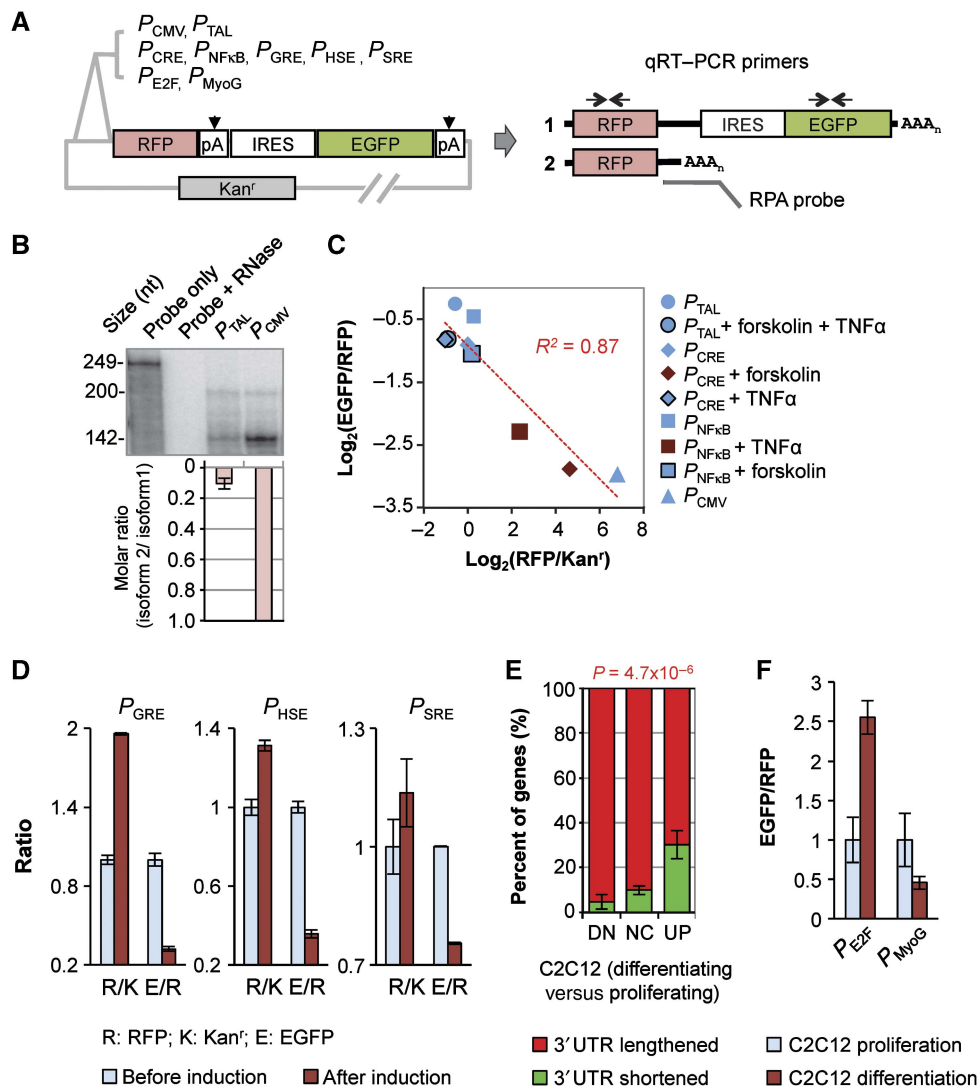 A
P_CMV, P_TAL
P_CRE, P_NFκB, P_GRE, P_HSE , P_SRE
P_E2F, P_MyoG
RFP pA IRES EGFP pA
Kanʳ
qRT–PCR primers
1 RFP IRES EGFP AAAₙ
2 RFP AAAₙ
RPA probe
B
Size (nt) Probe only Probe + RNase P_TAL P_CMV
249-
200-
142-
0
0.2
0.4
0.6
0.8
1.0
Molar ratio
(isoform 2/ isoform1)
C
Log₂(EGFP/RFP)
–0.5
–1.5
–2.5
–3.5
R² = 0.87
–2 0 2 4 6 8
Log₂(RFP/Kanʳ)
P_TAL
P_TAL + forskolin + TNFα
P_CRE
P_CRE + forskolin
P_CRE + TNFα
P_NFκB
P_NFκB + TNFα
P_NFκB + forskolin
P_CMV
D
Ratio
P_GRE
2
1.4
0.8
0.2
R/K E/R
P_HSE
1.4
1
0.6
0.2
R/K E/R
P_SRE
1.3
1
0.7
R/K E/R
R: RFP; K: Kanʳ; E: EGFP
Before induction After induction
E
P = 4.7x10⁻⁶
Percent of genes (%)
100
80
60
40
20
0
DN NC UP
C2C12 (differentiating
versus proliferating)
3′UTR lengthened
3′UTR shortened
F
EGFP/RFP
3
2.5
2
1.5
1
0.5
0
P_E2F P_MyoG
C2C12 proliferation
C2C12 differentiation